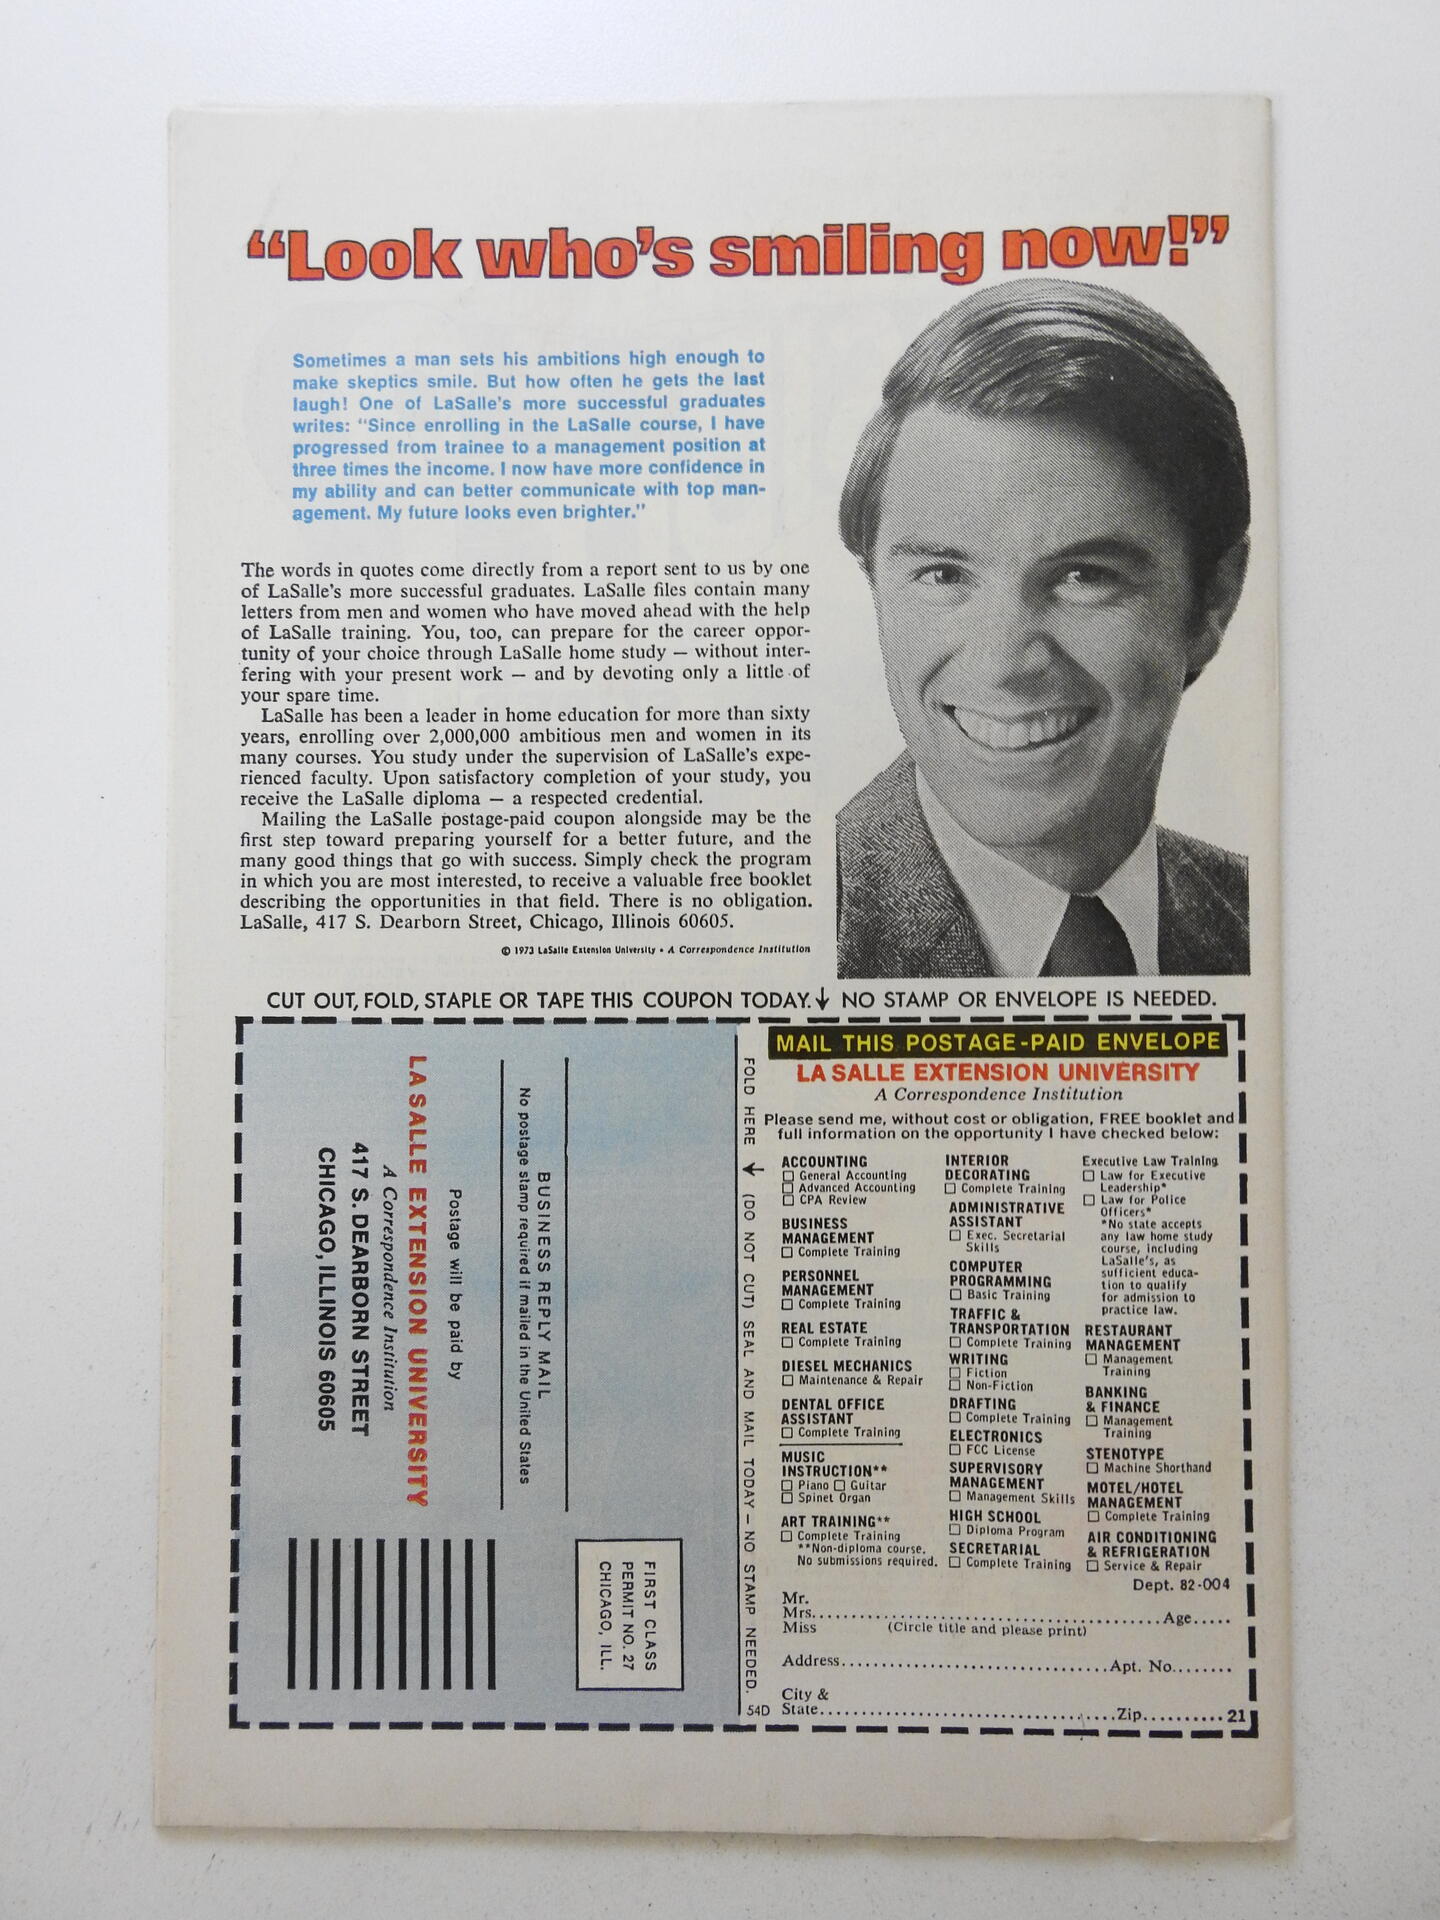 “Look who’s smiling now!”
Sometimes a man sets his ambitions high enough to
make skeptics smile. But how often he gets the last
laugh! One of LaSalle's more successful graduates
writes: "Since enrolling in the LaSalle course, I have
progressed from trainee to a management position at
three times the income. I now have more confidence in
my ability and can better communicate with top man-
agement. My future looks even brighter."
The words in quotes come directly from a report sent to us by one
of LaSalle's more successful graduates. LaSalle files contain many
letters from men and women who have moved ahead with the help
of LaSalle training. You, too, can prepare for the career oppor-
tunity of your choice through LaSalle home study — without inter-
fering with your present work — and by devoting only a little of
your spare time.
LaSalle has been a leader in home education for more than sixty
years, enrolling over 2,000,000 ambitious men and women in its
many courses. You study under the supervision of LaSalle's expe-
rienced faculty. Upon satisfactory completion of your study, you
receive the LaSalle diploma — a respected credential.
Mailing the LaSalle postage-paid coupon alongside may be the
first step toward preparing yourself for a better future, and the
many good things that go with success. Simply check the program
in which you are most interested, to receive a valuable free booklet
describing the opportunities in that field. There is no obligation.
LaSalle, 417 S. Dearborn Street, Chicago, Illinois 60605.
© 1973 LaSalle Extension University • A Correspondence Institution
CUT OUT, FOLD, STAPLE OR TAPE THIS COUPON TODAY.↓ NO STAMP OR ENVELOPE IS NEEDED.
FIRST CLASS
PERMIT NO. 27
CHICAGO, ILL.
BUSINESS REPLY MAIL
No postage stamp required if mailed in the United States
Postage will be paid by
LA SALLE EXTENSION UNIVERSITY
A Correspondence Institution
417 S. DEARBORN STREET
CHICAGO, ILLINOIS 60605
FOLD HERE ← (DO NOT CUT) SEAL AND MAIL TODAY — NO STAMP NEEDED.
54D
MAIL THIS POSTAGE-PAID ENVELOPE
LA SALLE EXTENSION UNIVERSITY
A Correspondence Institution
Please send me, without cost or obligation, FREE booklet and
full information on the opportunity I have checked below:
ACCOUNTING
☐ General Accounting
☐ Advanced Accounting
☐ CPA Review
BUSINESS
MANAGEMENT
☐ Complete Training
PERSONNEL
MANAGEMENT
☐ Complete Training
REAL ESTATE
☐ Complete Training
DIESEL MECHANICS
☐ Maintenance & Repair
DENTAL OFFICE
ASSISTANT
☐ Complete Training
MUSIC
INSTRUCTION**
☐ Piano ☐ Guitar
☐ Spinet Organ
ART TRAINING**
☐ Complete Training
**Non-diploma course.
No submissions required.
INTERIOR
DECORATING
☐ Complete Training
ADMINISTRATIVE
ASSISTANT
☐ Exec. Secretarial
Skills
COMPUTER
PROGRAMMING
☐ Basic Training
TRAFFIC &
TRANSPORTATION
☐ Complete Training
WRITING
☐ Fiction
☐ Non-Fiction
DRAFTING
☐ Complete Training
ELECTRONICS
☐ FCC License
SUPERVISORY
MANAGEMENT
☐ Management Skills
HIGH SCHOOL
☐ Diploma Program
SECRETARIAL
☐ Complete Training
Executive Law Training
☐ Law for Executive
Leadership*
☐ Law for Police
Officers*
*No state accepts
any law home study
course, including
LaSalle's, as
sufficient educa-
tion to qualify
for admission to
practice law.
RESTAURANT
MANAGEMENT
☐ Management
Training
BANKING
& FINANCE
☐ Management
Training
STENOTYPE
☐ Machine Shorthand
MOTEL/HOTEL
MANAGEMENT
☐ Complete Training
AIR CONDITIONING
& REFRIGERATION
☐ Service & Repair
Dept. 82-004
Mr.
Mrs. Age
Miss (Circle title and please print)
Address Apt. No.
City &
State Zip 21